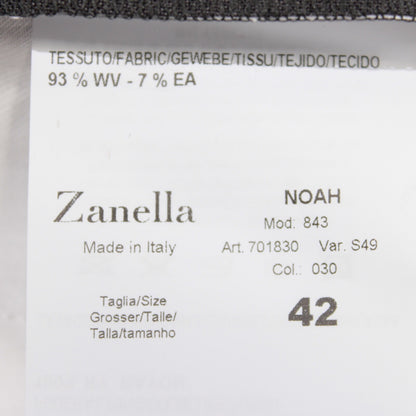 TESSUTO/FABRIC/GEWEBE/TISSU/TEJIDO/TECIDO
93 % WV - 7 % EA
Zanella
Made in Italy
NOAH
Mod: 843
Art. 701830 Var. S49
Col.: 030
Taglia/Size
Grosser/Talle/
Talla/tamanho
42